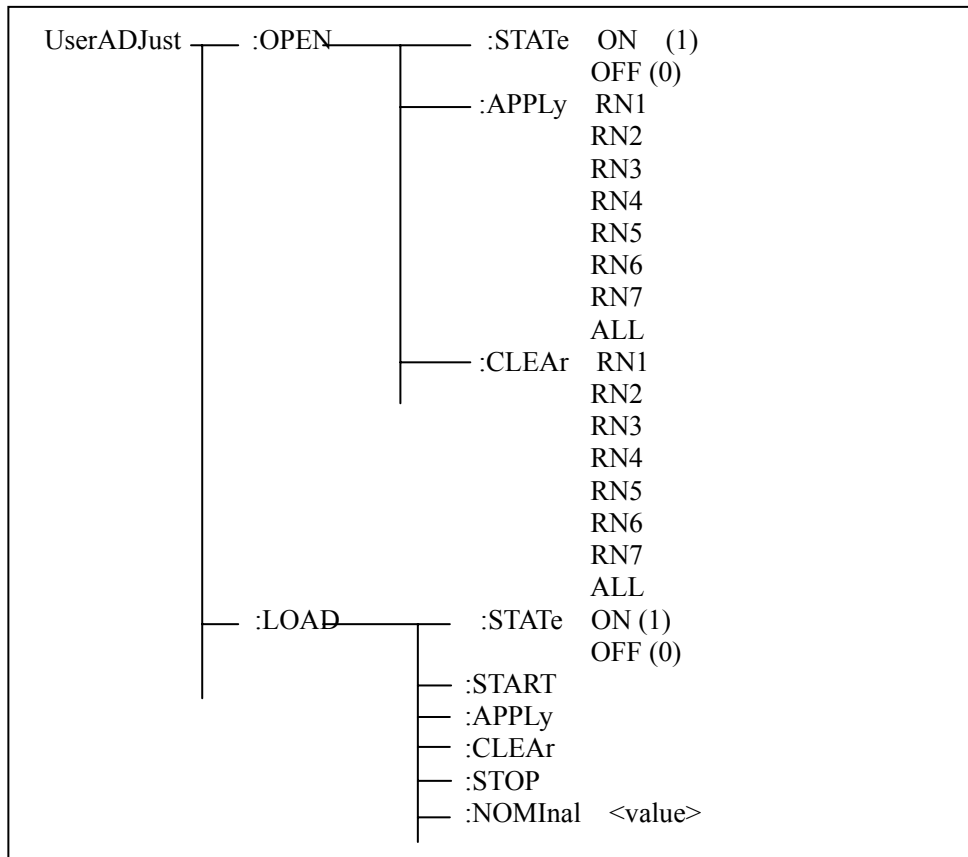 UserADJust :OPEN :STATe ON (1)
OFF (0)
:APPLy RN1
RN2
RN3
RN4
RN5
RN6
RN7
ALL
:CLEAr RN1
RN2
RN3
RN4
RN5
RN6
RN7
ALL
:LOAD :STATe ON (1)
OFF (0)
:START
:APPLy
:CLEAr
:STOP
:NOMInal <value>